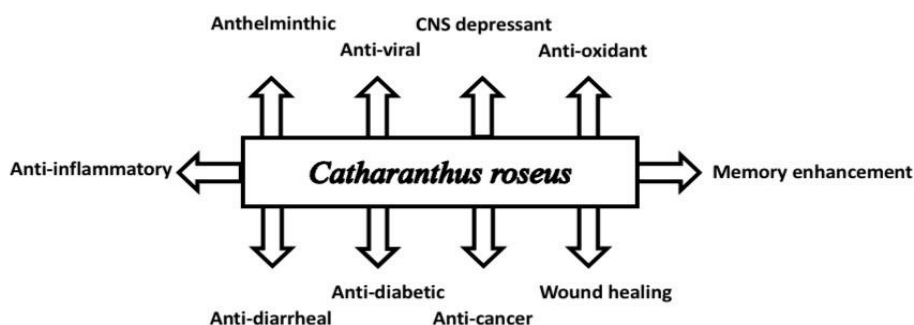 Anthelminthic
CNS depressant
Anti-viral
Anti-oxidant
Anti-inflammatory
Catharanthus roseus
Memory enhancement
Anti-diabetic
Wound healing
Anti-diarrheal
Anti-cancer